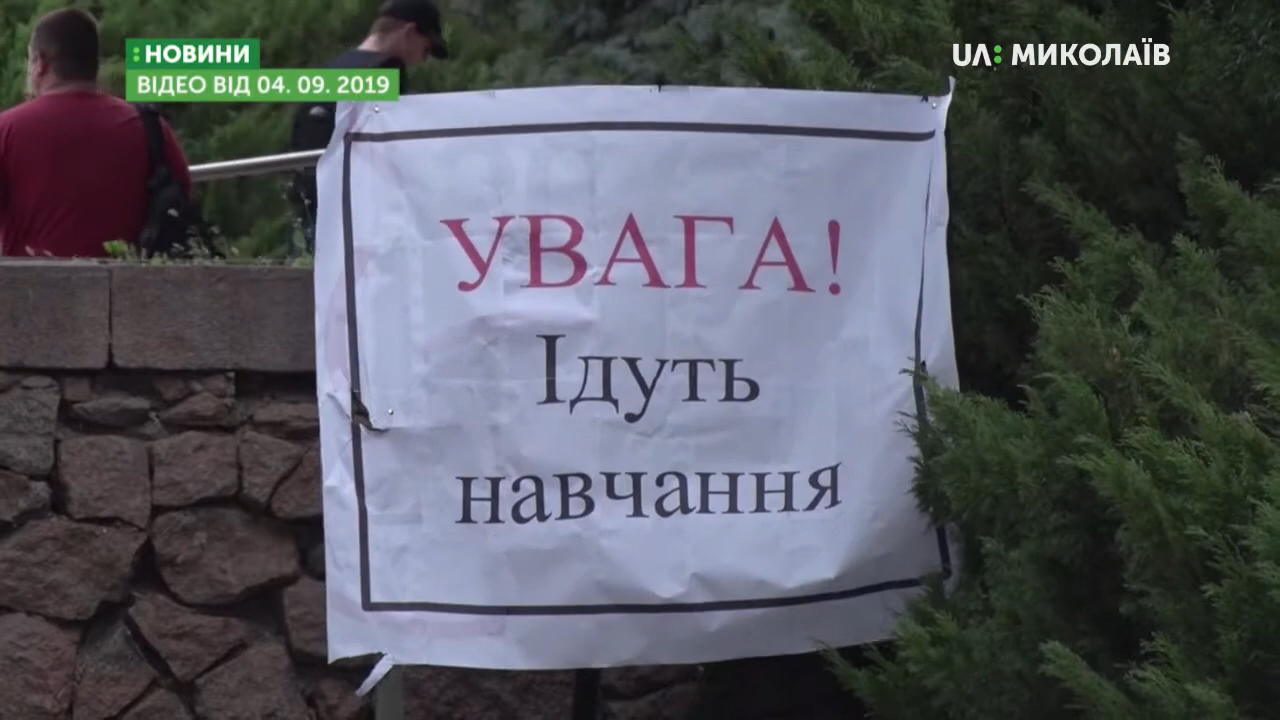 :НОВИНИ
ВІДЕО ВІД 04. 09. 2019
UA: МИКОЛАЇВ
УВАГА!
Ідуть
навчання